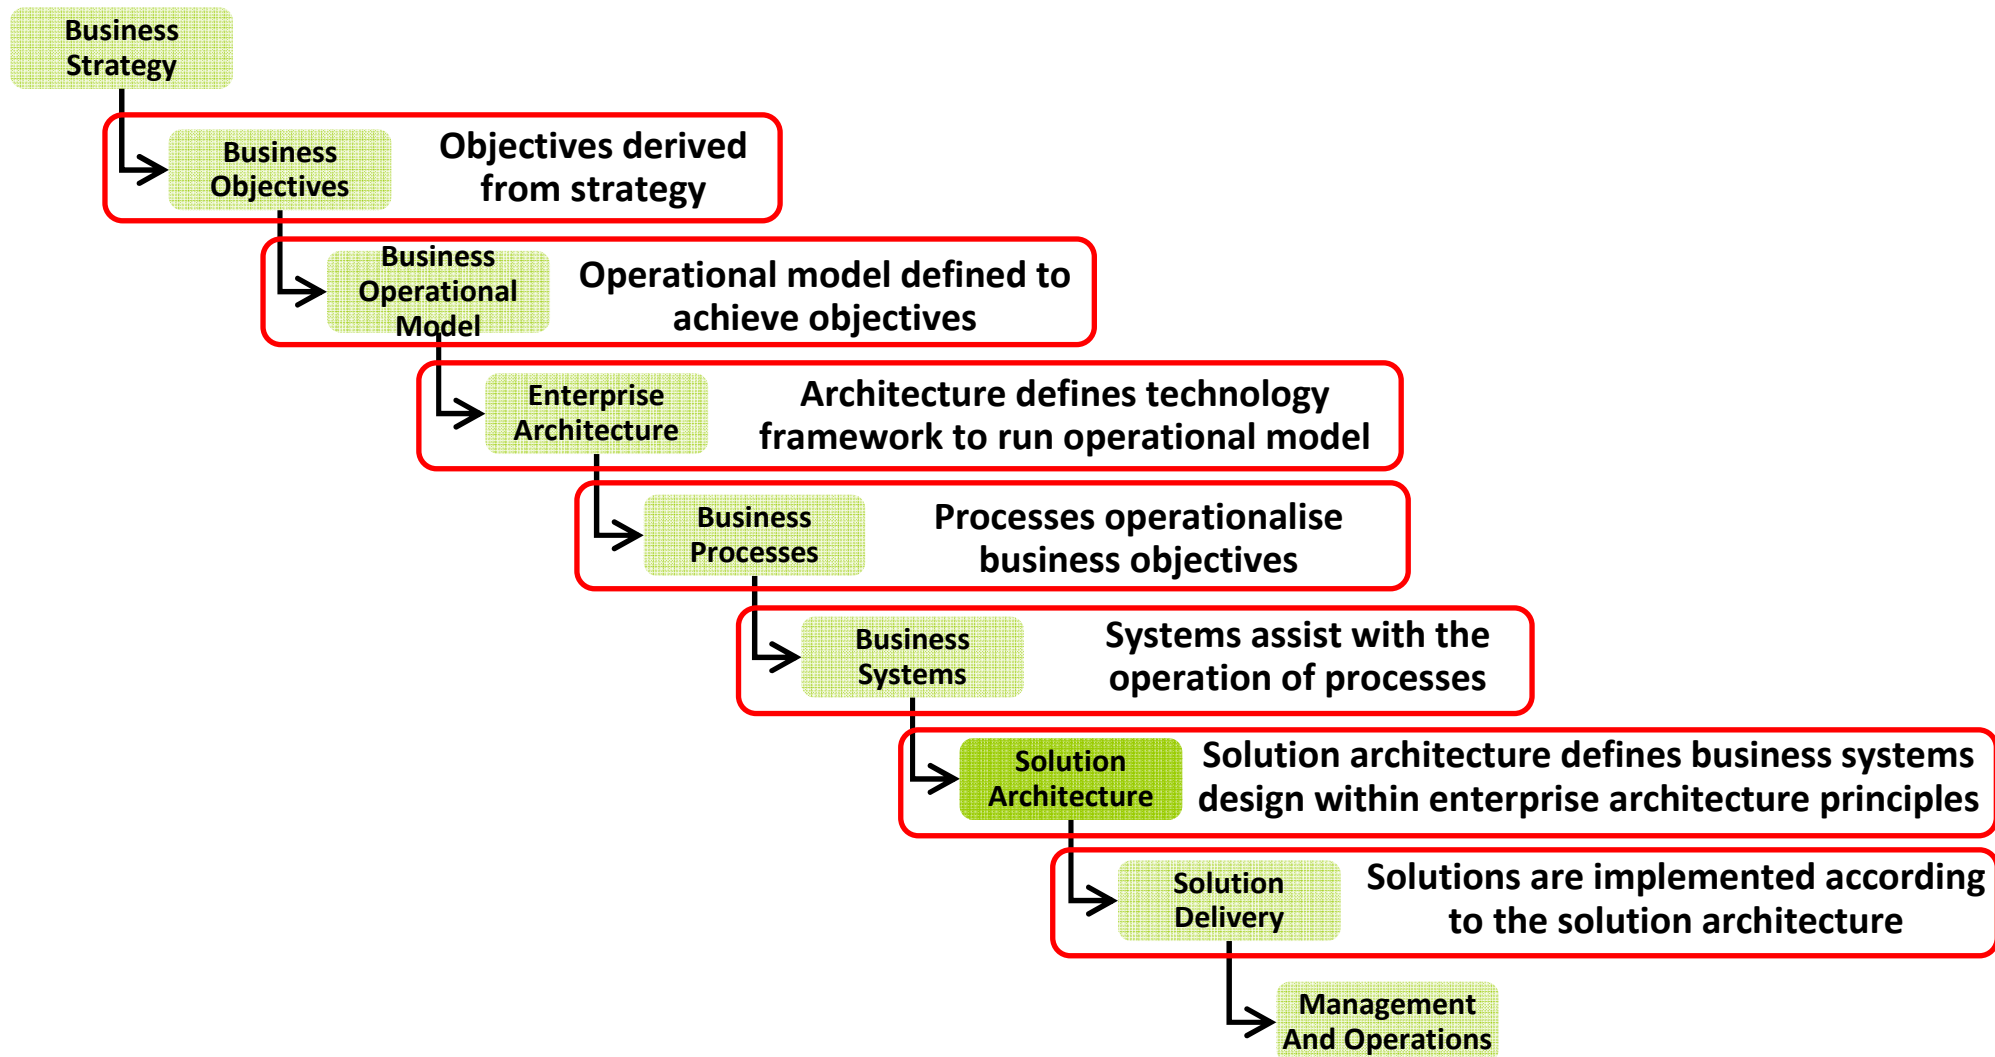 Business
Strategy
Business
Objectives
Objectives derived
from strategy
Business
Operational
Model
Operational model defined to
achieve objectives
Enterprise
Architecture
Architecture defines technology
framework to run operational model
Business
Processes
Processes operationalise
business objectives
Business
Systems
Systems assist with the
operation of processes
Solution
Architecture
Solution architecture defines business systems
design within enterprise architecture principles
Solution
Delivery
Solutions are implemented according
to the solution architecture
Management
And Operations